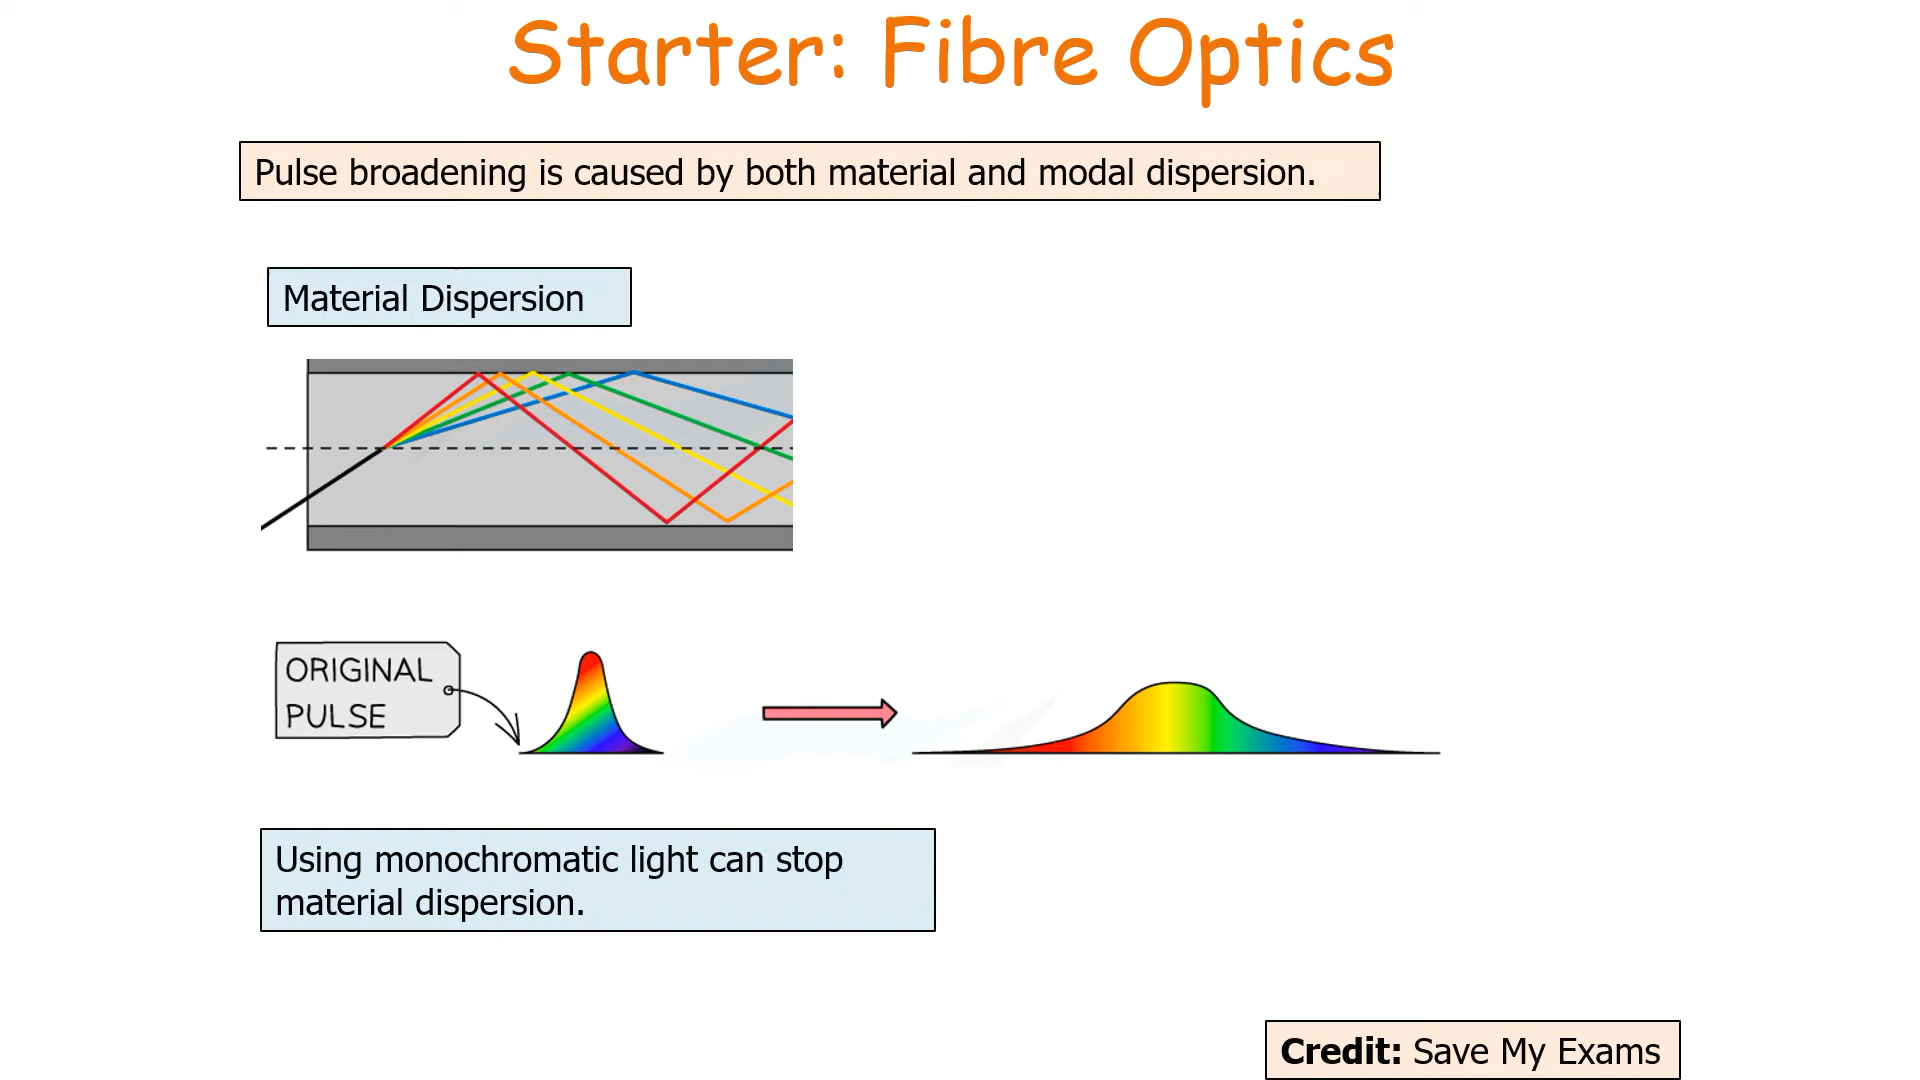 Starter: Fibre Optics
Pulse broadening is caused by both material and modal dispersion.
Material Dispersion
ORIGINAL
PULSE
Using monochromatic light can stop
material dispersion.
Credit: Save My Exams